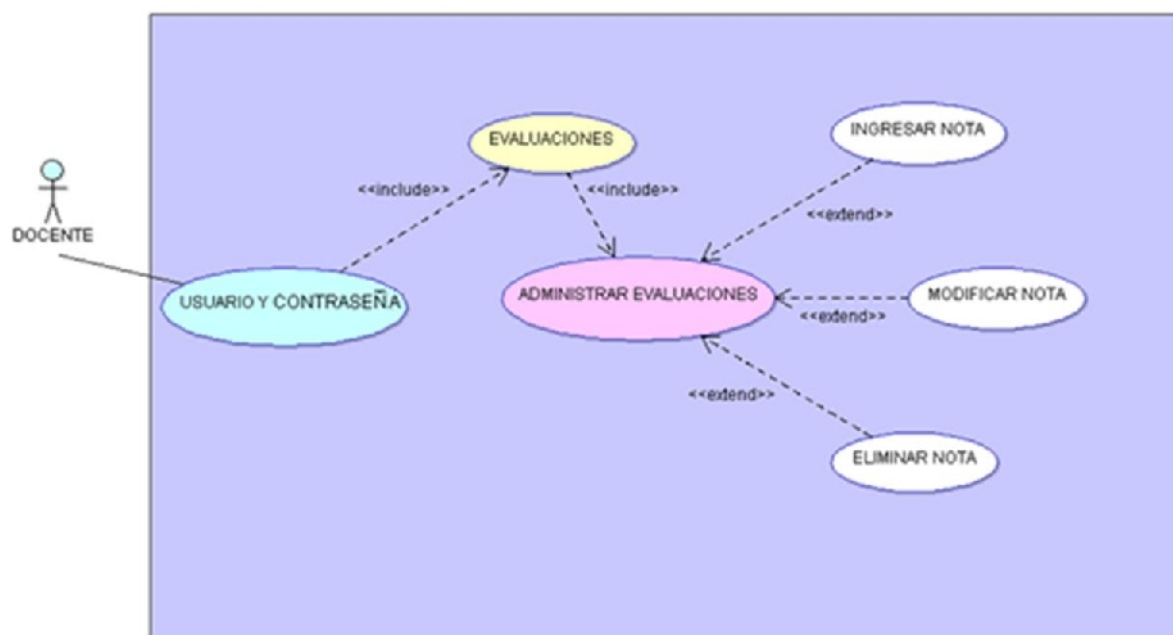 INGRESAR NOTA
EVALUACIONES
<<include>>
<<include>>
<<extend>>
DOCENTE
USUARIO Y CONTRASEÑA
ADMINISTRAR EVALUACIONES
MODIFICAR NOTA
<<extend>>
<<extend>>
ELIMINAR NOTA